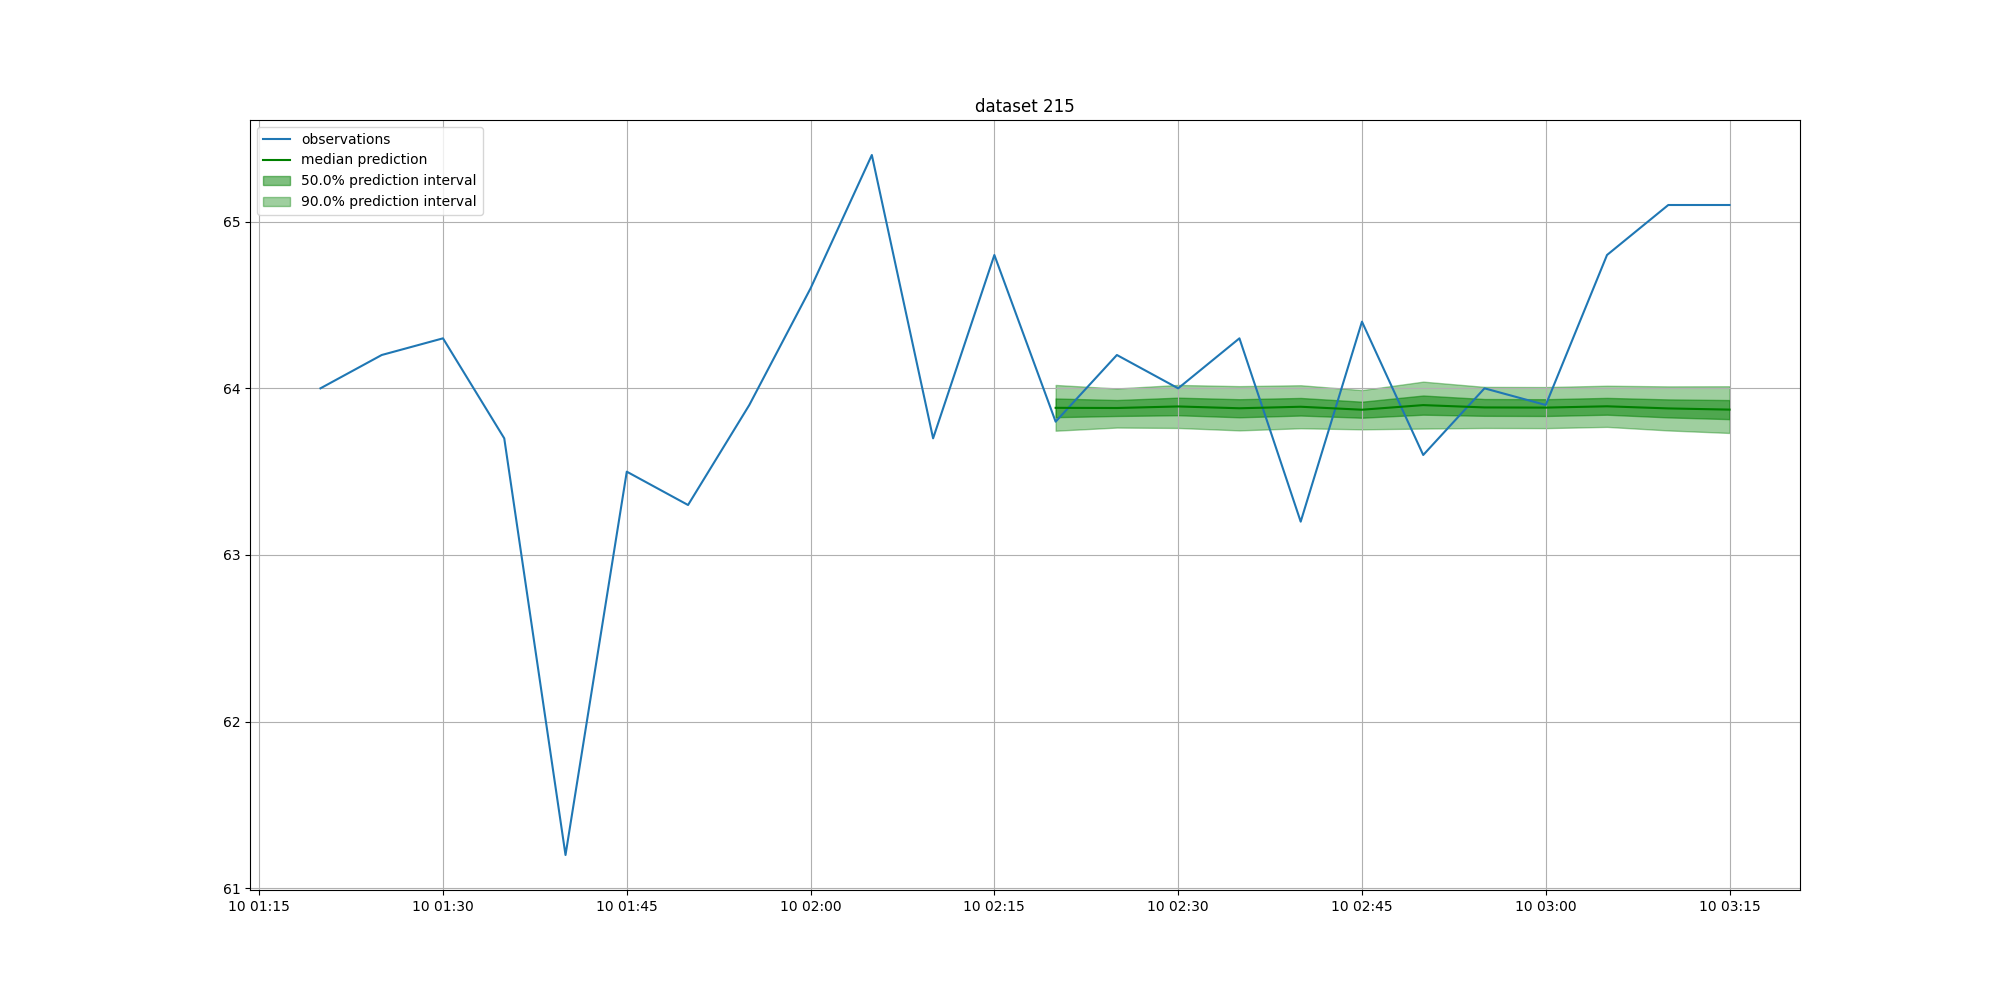 dataset 215
observations
median prediction
50.0% prediction interval
90.0% prediction interval
65
64
63
62
61
10 01:15 10 01:30 10 01:45 10 02:00 10 02:15 10 02:30 10 02:45 10 03:00 10 03:15